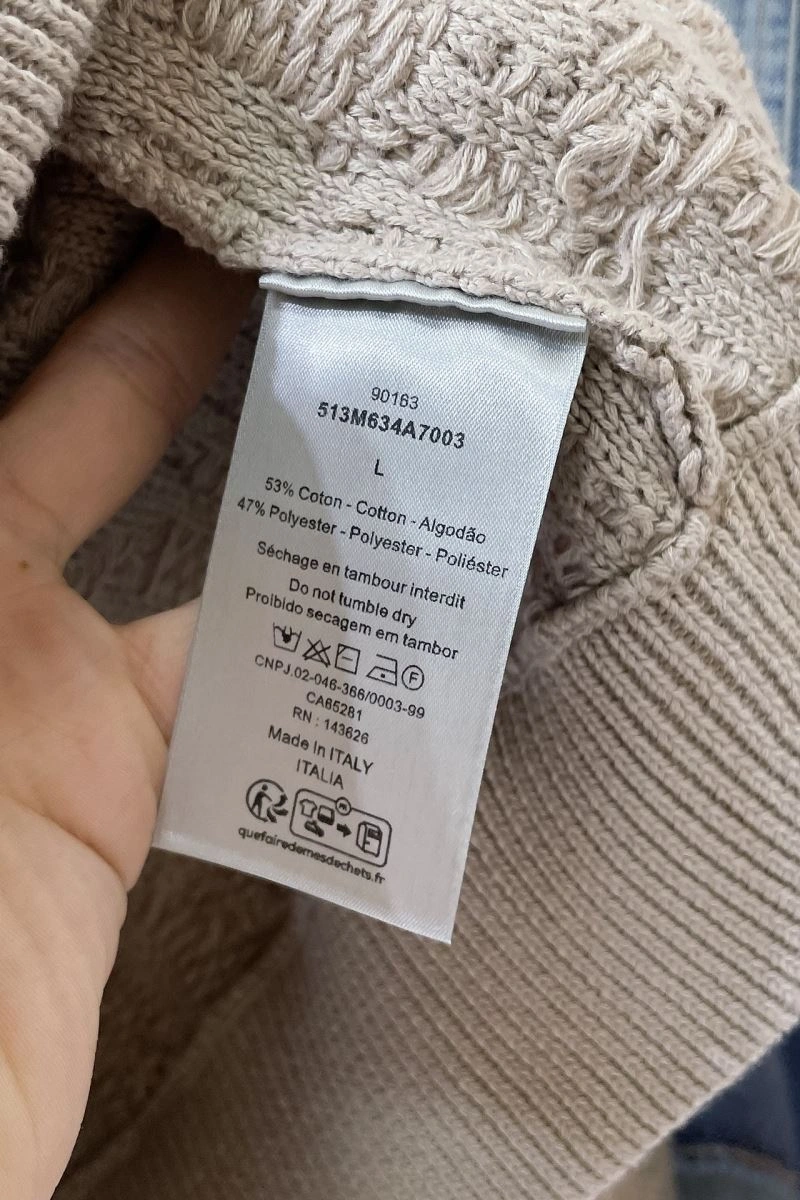 90163
513M634A7003
L
53% Coton - Cotton - Algodão
47% Polyester - Polyester - Poliéster
Séchage en tambour interdit
Do not tumble dry
Proibido secagem em tambor
F
CNPJ.02-046-366/0003-99
CA65281
RN : 143626
Made In ITALY
ITALIA
FR
quefairedemesdechets.fr